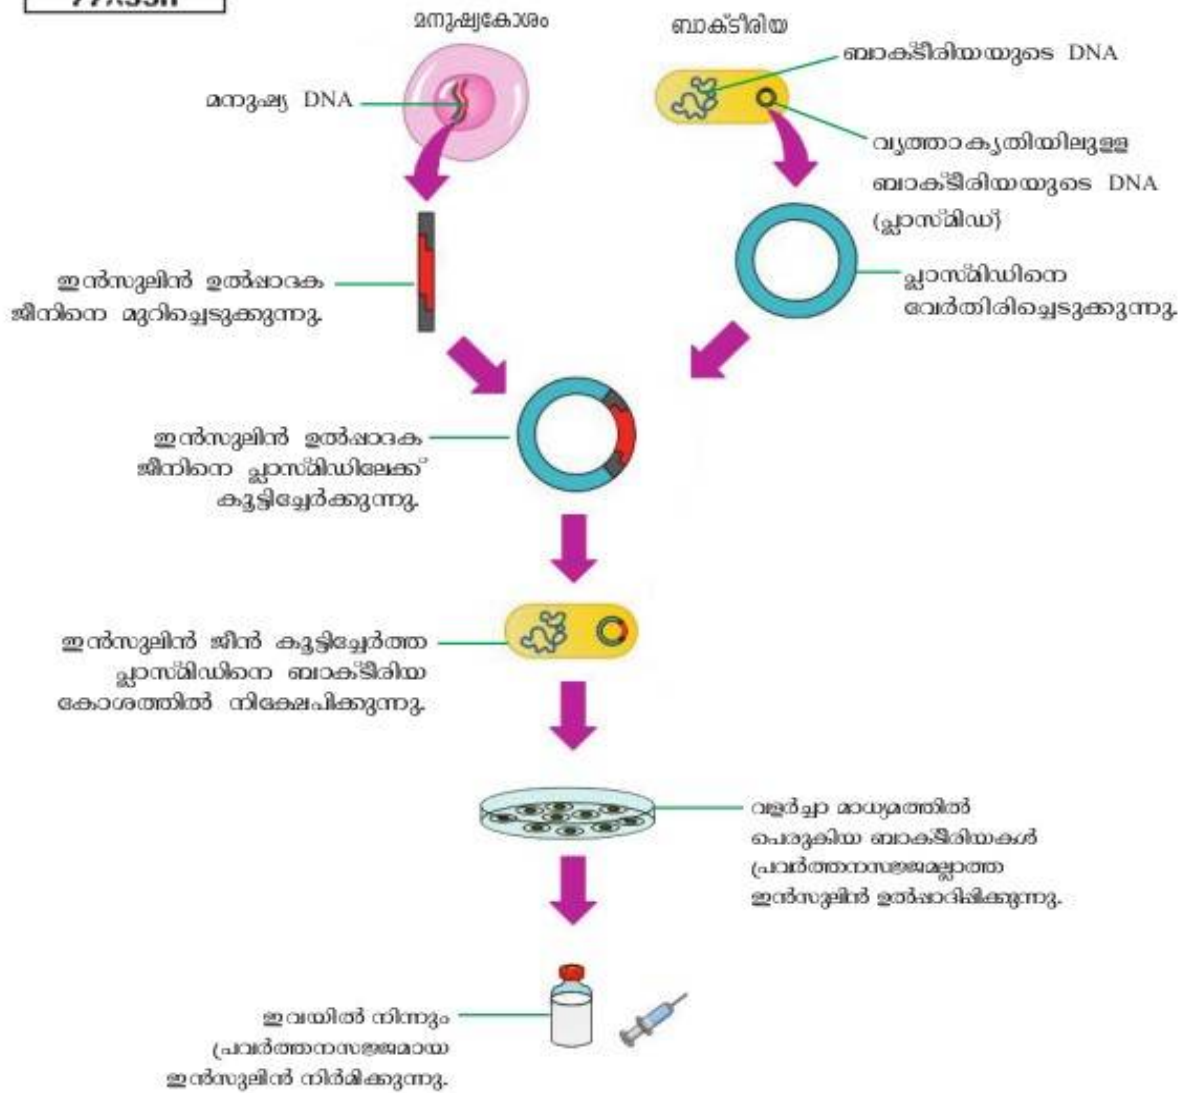 മനുഷ്യകോശം
ബാക്ടീരിയ
ബാക്ടീരിയയുടെ DNA
മനുഷ്യ DNA
വൃത്താകൃതിയിലുള്ള
ബാക്ടീരിയയുടെ DNA
(പ്ലാസ്മിഡ്)
ഇൻസുലിൻ ഉൽപ്പാദക
ജീനിനെ മുറിച്ചെടുക്കുന്നു.
പ്ലാസ്മിഡിനെ
വേർതിരിച്ചെടുക്കുന്നു.
ഇൻസുലിൻ ഉൽപ്പാദക
ജീനിനെ പ്ലാസ്മിഡിലേക്ക്
കൂട്ടിച്ചേർക്കുന്നു.
ഇൻസുലിൻ ജീൻ കൂട്ടിച്ചേർത്ത
പ്ലാസ്മിഡിനെ ബാക്ടീരിയ
കോശത്തിൽ നിക്ഷേപിക്കുന്നു.
വളർച്ചാ മാധ്യമത്തിൽ
പെരുകിയ ബാക്ടീരിയകൾ
പ്രവർത്തനസജ്ജമല്ലാത്ത
ഇൻസുലിൻ ഉൽപ്പാദിപ്പിക്കുന്നു.
ഇവയിൽ നിന്നും
പ്രവർത്തനസജ്ജമായ
ഇൻസുലിൻ നിർമിക്കുന്നു.